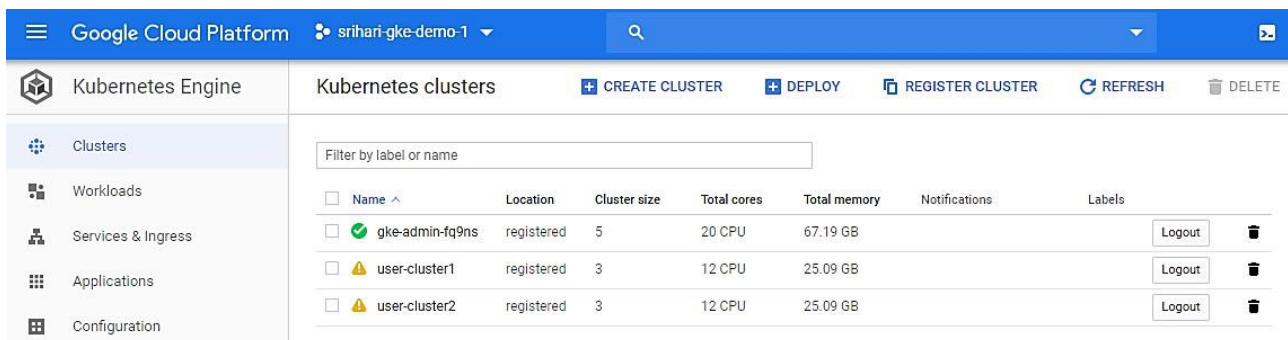 Google Cloud Platform srihari-gke-demo-1
Kubernetes Engine Kubernetes clusters CREATE CLUSTER DEPLOY REGISTER CLUSTER REFRESH DELETE
Clusters
Workloads
Services & Ingress
Applications
Configuration
Filter by label or name
Name Location Cluster size Total cores Total memory Notifications Labels
gke-admin-fq9ns registered 5 20 CPU 67.19 GB Logout
user-cluster1 registered 3 12 CPU 25.09 GB Logout
user-cluster2 registered 3 12 CPU 25.09 GB Logout